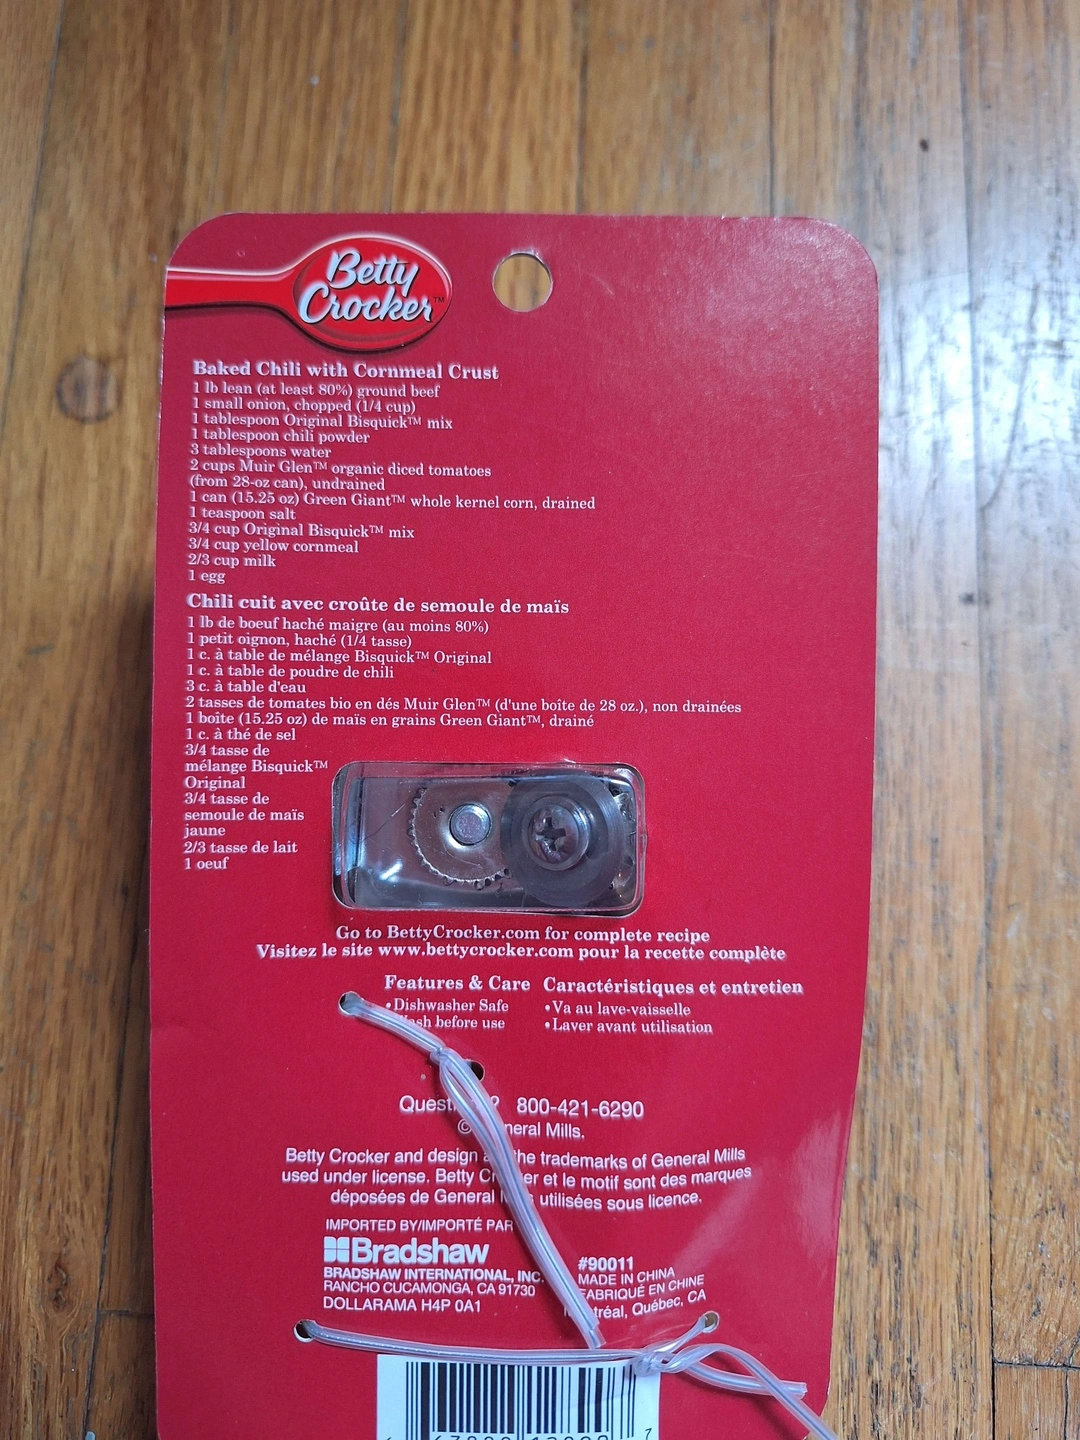 Betty
Crocker™
Baked Chili with Cornmeal Crust
1 lb lean (at least 80%) ground beef
1 small onion, chopped (1/4 cup)
1 tablespoon Original Bisquick™ mix
1 tablespoon chili powder
3 tablespoons water
2 cups Muir Glen™ organic diced tomatoes
(from 28-oz can), undrained
1 can (15.25 oz) Green Giant™ whole kernel corn, drained
1 teaspoon salt
3/4 cup Original Bisquick™ mix
3/4 cup yellow cornmeal
2/3 cup milk
1 egg
Chili cuit avec croûte de semoule de maïs
1 lb de boeuf haché maigre (au moins 80%)
1 petit oignon, haché (1/4 tasse)
1 c. à table de mélange Bisquick™ Original
1 c. à table de poudre de chili
3 c. à table d'eau
2 tasses de tomates bio en dés Muir Glen™ (d'une boîte de 28 oz.), non drainées
1 boîte (15.25 oz) de maïs en grains Green Giant™, drainé
1 c. à thé de sel
3/4 tasse de
mélange Bisquick™
Original
3/4 tasse de
semoule de maïs
jaune
2/3 tasse de lait
1 oeuf
Go to BettyCrocker.com for complete recipe
Visitez le site www.bettycrocker.com pour la recette complète
Features & Care Caractéristiques et entretien
•Dishwasher Safe •Va au lave-vaisselle
before use •Laver avant utilisation
800-421-6290
© Mills.
Betty Crocker and design the trademarks of General Mills
used under license. Betty et le motif sont des marques
déposées de General utilisées sous licence.
IMPORTED BY/IMPORTÉ PAR
Bradshaw
BRADSHAW INTERNATIONAL, INC. #90011
RANCHO CUCAMONGA, CA 91730 MADE IN CHINA
DOLLARAMA H4P 0A1 FABRIQUÉ EN CHINE
Québec, CA